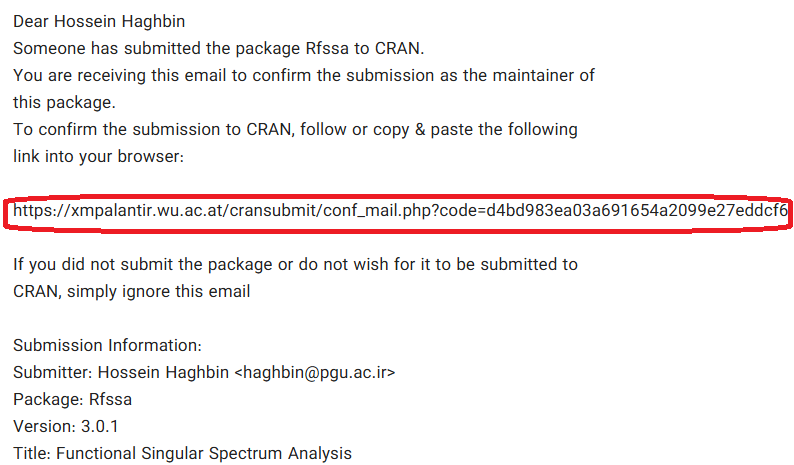 Dear Hossein Haghbin
Someone has submitted the package Rfssa to CRAN.
You are receiving this email to confirm the submission as the maintainer of
this package.
To confirm the submission to CRAN, follow or copy & paste the following
link into your browser:
https://xmpalantir.wu.ac.at/cransubmit/conf_mail.php?code=d4bd983ea03a691654a2099e27eddcf6
If you did not submit the package or do not wish for it to be submitted to
CRAN, simply ignore this email
Submission Information:
Submitter: Hossein Haghbin <haghbin@pgu.ac.ir>
Package: Rfssa
Version: 3.0.1
Title: Functional Singular Spectrum Analysis